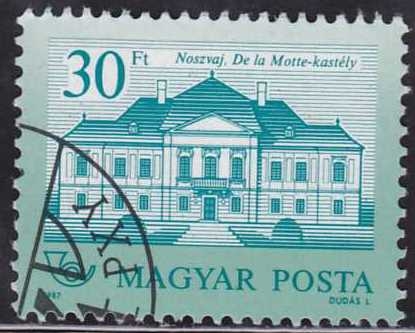 30 Ft
Noszvaj, De la Motte-kastély
MAGYAR POSTA
DUDÁS L.